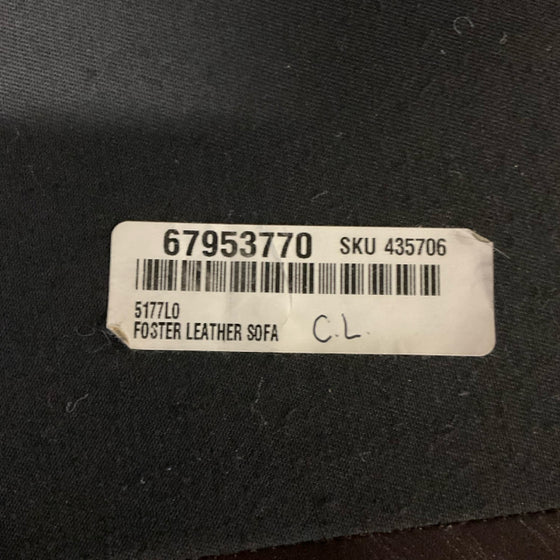 67953770 SKU 435706
5177L0
FOSTER LEATHER SOFA C.L.